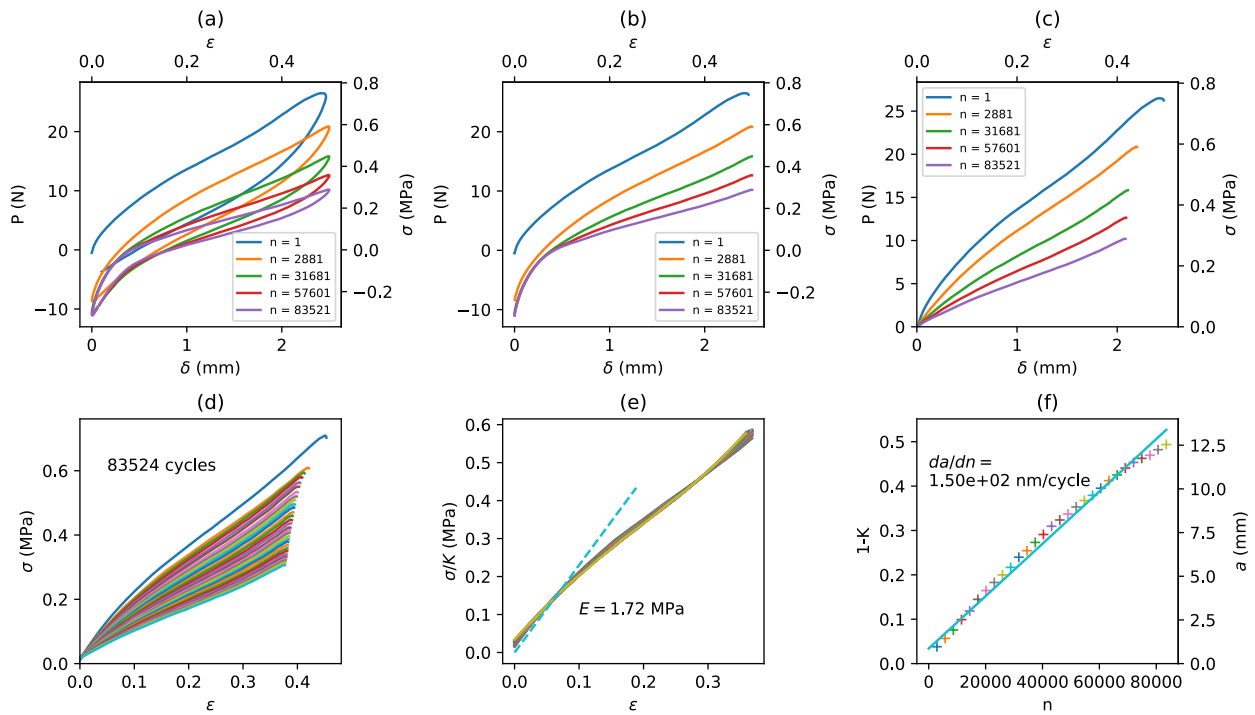 (a)
ε
0.0 0.2 0.4
P (N)
20
10
0
−10
0.8
0.6
0.4
0.2
0.0
−0.2
σ (MPa)
n = 1
n = 2881
n = 31681
n = 57601
n = 83521
0 1 2
δ (mm)
(b)
ε
0.0 0.2 0.4
P (N)
20
10
0
−10
0.8
0.6
0.4
0.2
0.0
−0.2
σ (MPa)
n = 1
n = 2881
n = 31681
n = 57601
n = 83521
0 1 2
δ (mm)
(c)
ε
0.0 0.2 0.4
P (N)
25
20
15
10
5
0
0.8
0.6
0.4
0.2
0.0
σ (MPa)
n = 1
n = 2881
n = 31681
n = 57601
n = 83521
0 1 2
δ (mm)
(d)
σ (MPa)
0.6
0.4
0.2
0.0
83524 cycles
0.0 0.1 0.2 0.3 0.4
ε
(e)
σ/K (MPa)
0.6
0.5
0.4
0.3
0.2
0.1
0.0
E = 1.72 MPa
0.0 0.1 0.2 0.3
ε
(f)
1-K
0.5
0.4
0.3
0.2
0.1
0.0
da/dn =
1.50e+02 nm/cycle
12.5
10.0
7.5
5.0
2.5
0.0
a (mm)
0 20000 40000 60000 80000
n